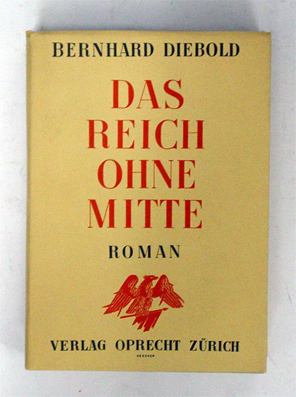 BERNHARD DIEBOLD
DAS
REICH
OHNE
MITTE
ROMAN
VERLAG OPRECHT ZÜRICH